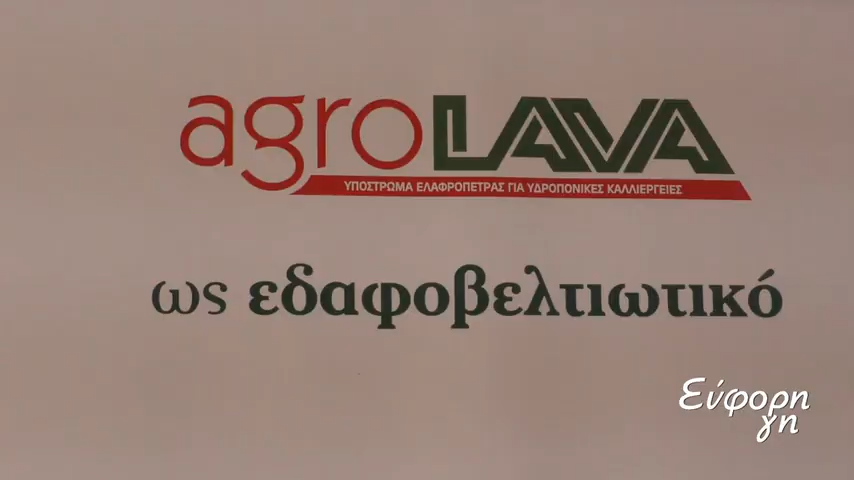 agroLAVA
ΥΠΟΣΤΡΩΜΑ ΕΛΑΦΡΟΠΕΤΡΑΣ ΓΙΑ ΥΔΡΟΠΟΝΙΚΕΣ ΚΑΛΛΙΕΡΓΕΙΕΣ
ως εδαφοβελτιωτικό
Εύφορη
γη